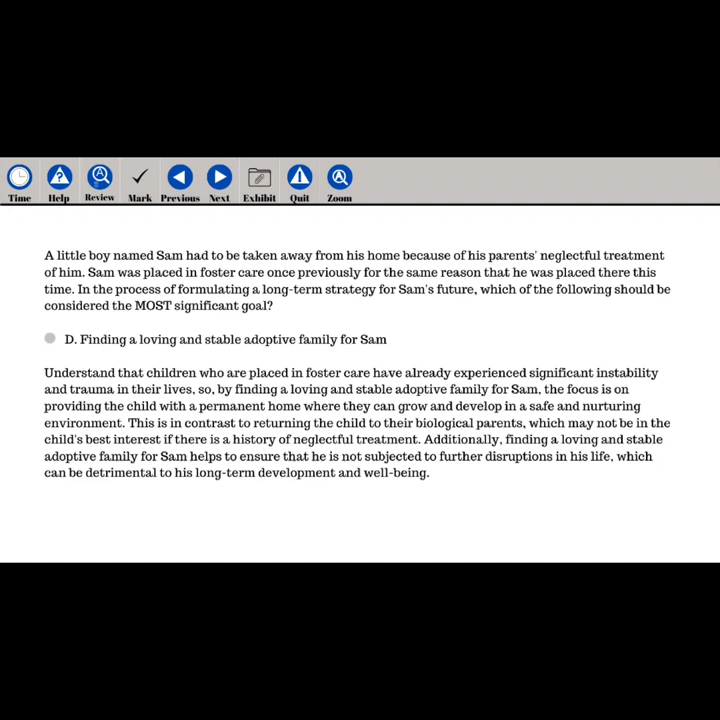 Time Help Review Mark Previous Next Exhibit Quit Zoom
A little boy named Sam had to be taken away from his home because of his parents' neglectful treatment
of him. Sam was placed in foster care once previously for the same reason that he was placed there this
time. In the process of formulating a long-term strategy for Sam's future, which of the following should be
considered the MOST significant goal?
D. Finding a loving and stable adoptive family for Sam
Understand that children who are placed in foster care have already experienced significant instability
and trauma in their lives, so, by finding a loving and stable adoptive family for Sam, the focus is on
providing the child with a permanent home where they can grow and develop in a safe and nurturing
environment. This is in contrast to returning the child to their biological parents, which may not be in the
child's best interest if there is a history of neglectful treatment. Additionally, finding a loving and stable
adoptive family for Sam helps to ensure that he is not subjected to further disruptions in his life, which
can be detrimental to his long-term development and well-being.